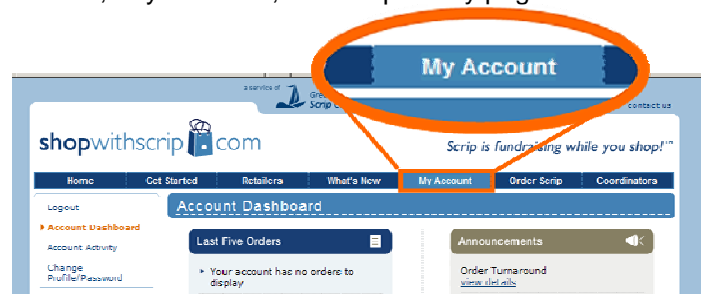 My Account
a service of
Scrip
contact us
shopwithscrip com
Scrip is fundraising while you shop!™
Home Get Started Retailers What's New My Account Order Scrip Coordinators
Logout
Account Dashboard
Account Dashboard
Account Activity
Change
Profile/Password
Last Five Orders
Your account has no orders to
display
Announcements
Order Turnaround
view details